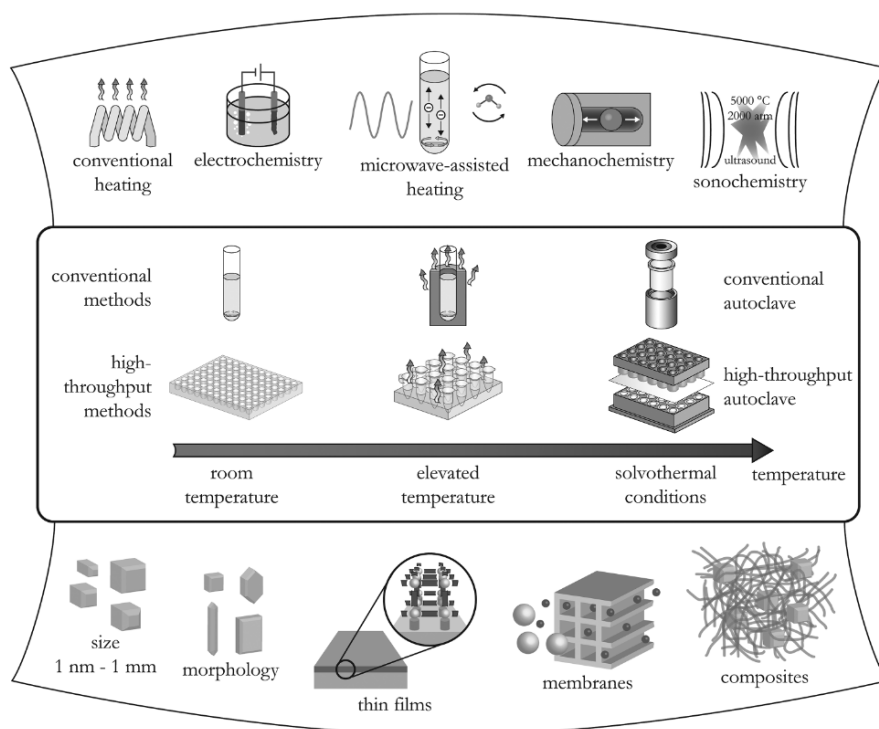 conventional
heating
electrochemistry
microwave-assisted
heating
mechanochemistry
5000 °C
2000 atm
ultrasound
sonochemistry
conventional
methods
conventional
autoclave
high-
throughput
methods
high-throughput
autoclave
room
temperature
elevated
temperature
solvothermal
conditions
temperature
size
1 nm - 1 mm
morphology
thin films
membranes
composites